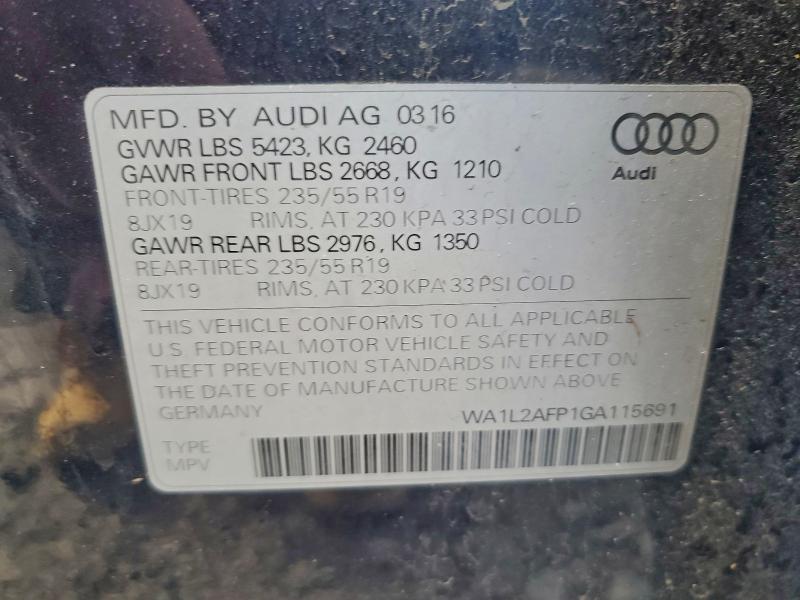 MFD. BY AUDI AG 0316
GVWR LBS 5423, KG 2460
GAWR FRONT LBS 2668, KG 1210
FRONT-TIRES 235/55 R19
8JX19 RIMS, AT 230 KPA 33 PSI COLD
GAWR REAR LBS 2976, KG 1350
REAR-TIRES 235/55 R19
8JX19 RIMS, AT 230 KPA 33 PSI COLD
Audi
THIS VEHICLE CONFORMS TO ALL APPLICABLE
U.S. FEDERAL MOTOR VEHICLE SAFETY AND
THEFT PREVENTION STANDARDS IN EFFECT ON
THE DATE OF MANUFACTURE SHOWN ABOVE
GERMANY WA1L2AFP1GA115691
TYPE
MPV